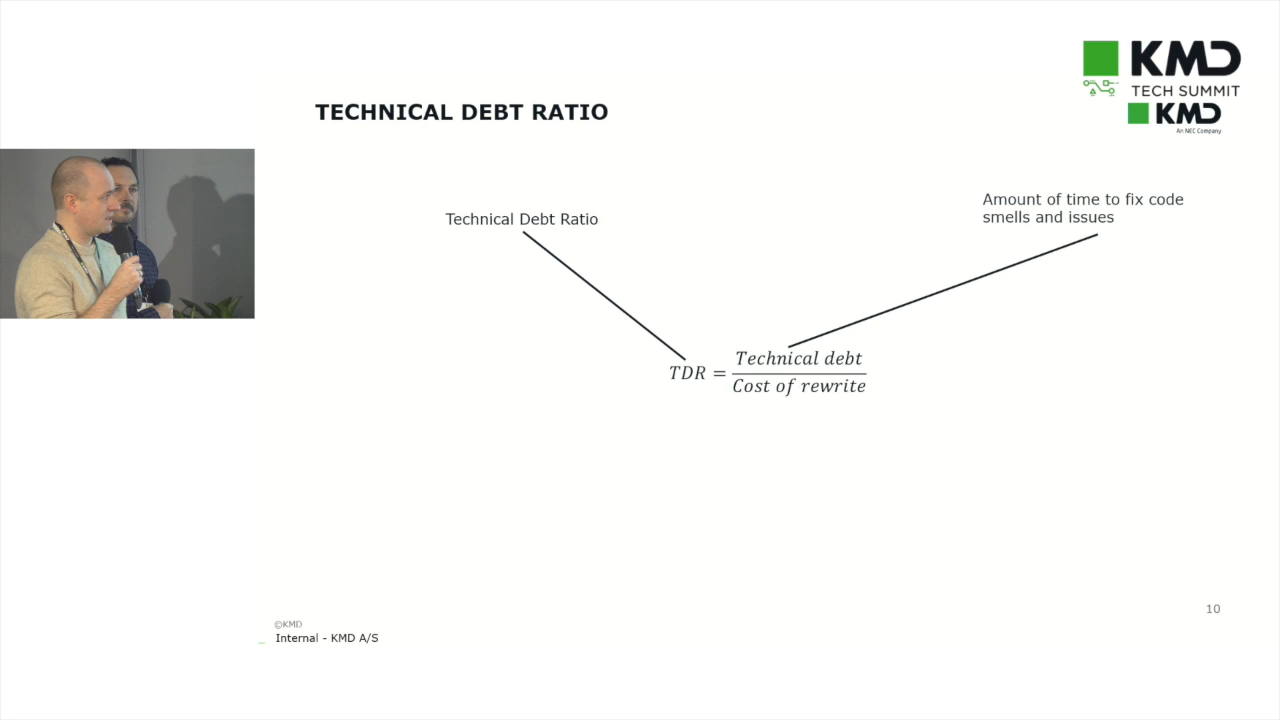 KMD
TECH SUMMIT
KMD
An NEC Company
TECHNICAL DEBT RATIO
Technical Debt Ratio
Amount of time to fix code
smells and issues
TDR = Technical debt
Cost of rewrite
10
©KMD
Internal - KMD A/S